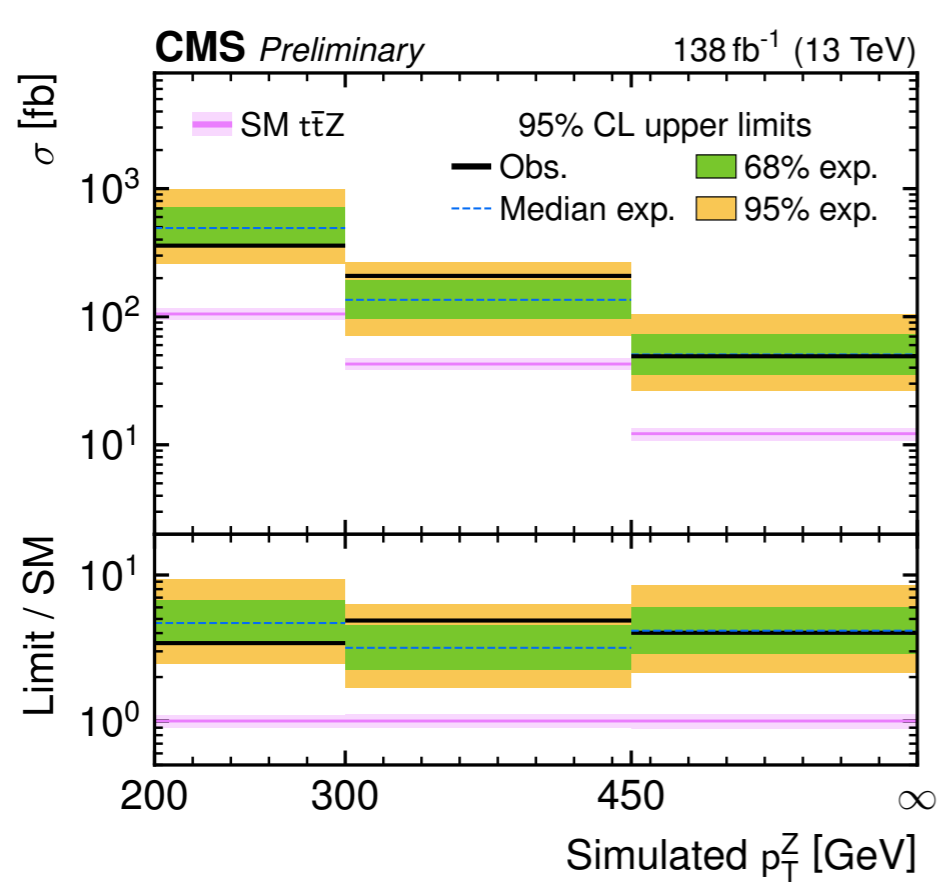 CMS Preliminary 138 fb⁻¹ (13 TeV)
σ [fb]
SM tt̄Z
95% CL upper limits
Obs.
68% exp.
Median exp.
95% exp.
10³
10²
10¹
Limit / SM
10¹
10⁰
200 300 450 ∞
Simulated p_T^Z [GeV]